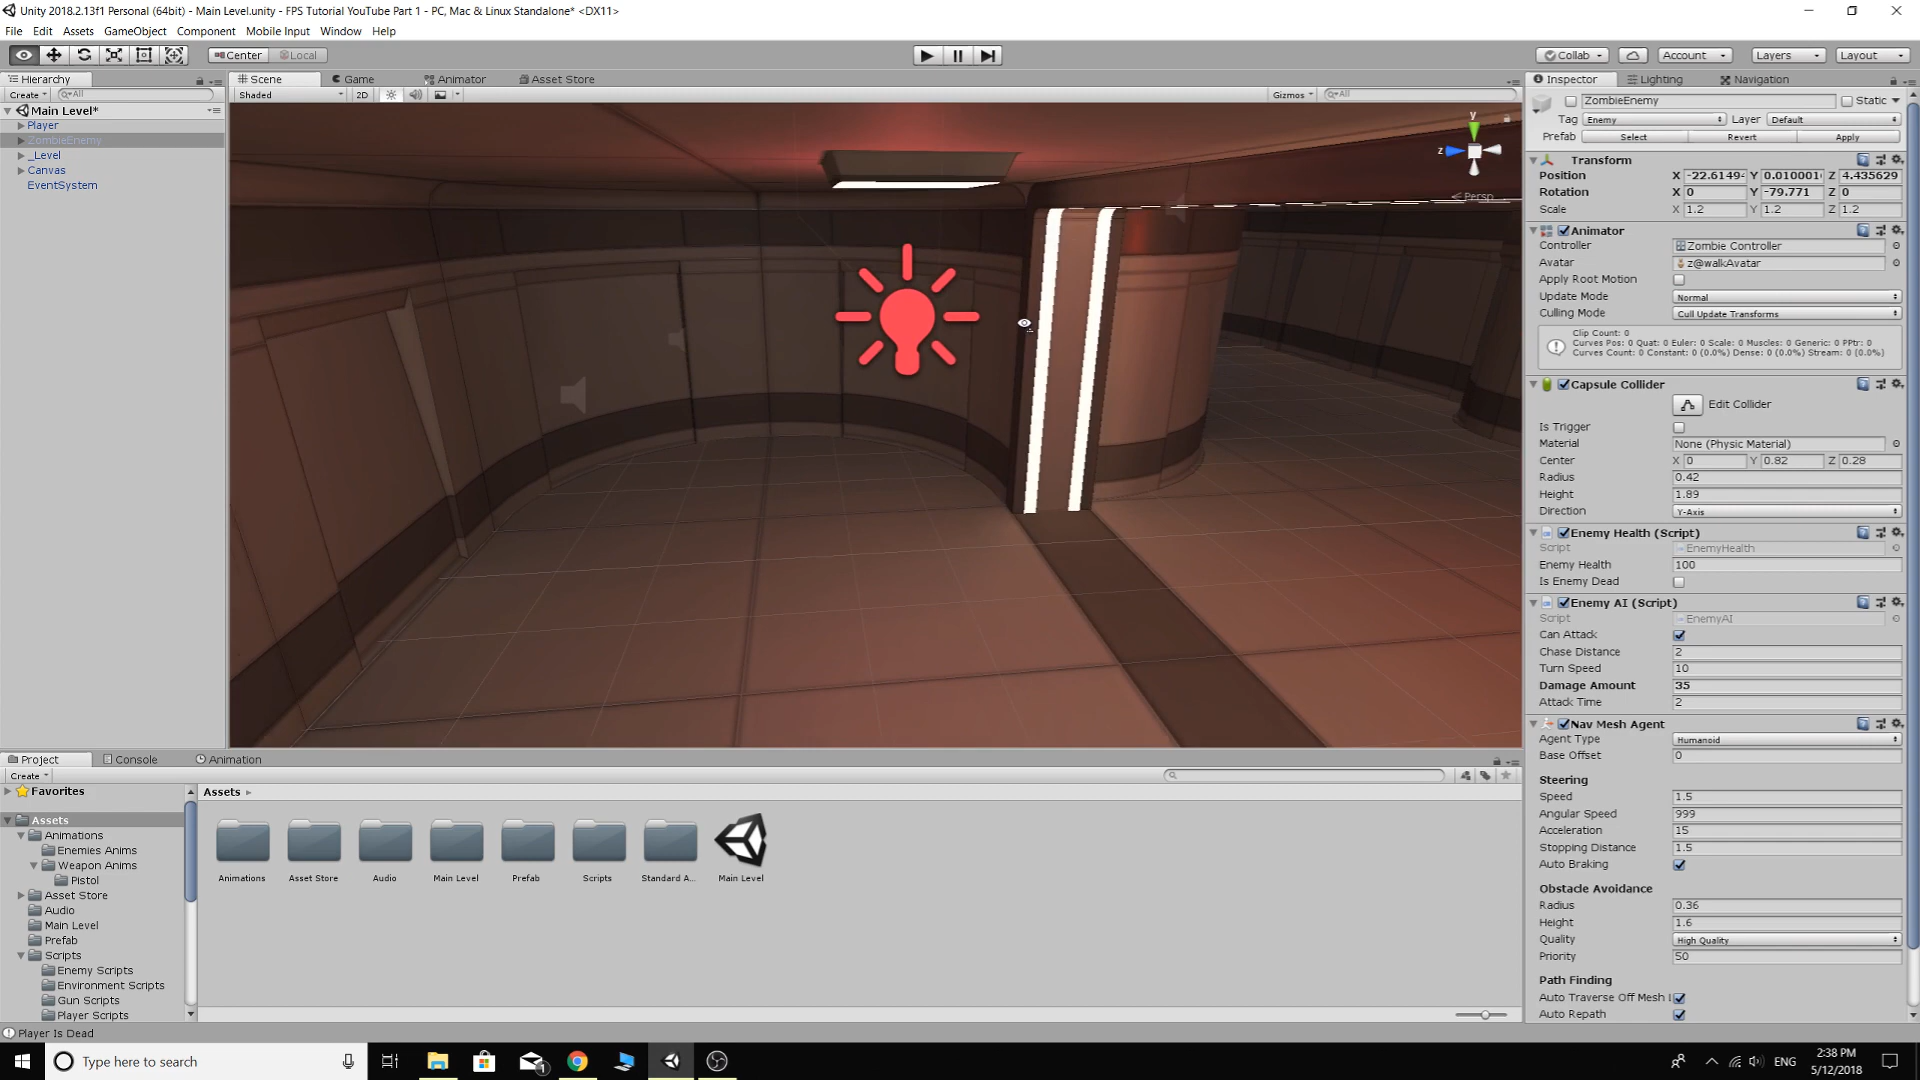 Unity 2018.2.13f1 Personal (64bit) - Main Level.unity - FPS Tutorial YouTube Part 1 - PC, Mac & Linux Standalone* <DX11>
File Edit Assets GameObject Component Mobile Input Window Help
Center Local Collab Account Layers Layout
Hierarchy
Create All
Main Level*
Player
ZombieEnemy
_Level
Canvas
EventSystem
Scene Game Animator Asset Store
Shaded 2D Gizmos All
y
z
Persp
Inspector Lighting Navigation
ZombieEnemy Static
Tag Enemy Layer Default
Prefab Select Revert Apply
Transform
Position X -22.6149 Y 0.010001 Z 4.435629
Rotation X 0 Y -79.771 Z 0
Scale X 1.2 Y 1.2 Z 1.2
Animator
Controller Zombie Controller
Avatar z@walkAvatar
Apply Root Motion
Update Mode Normal
Culling Mode Cull Update Transforms
Clip Count: 0
Curves Pos: 0 Quat: 0 Euler: 0 Scale: 0 Muscles: 0 Generic: 0 PPtr: 0
Curves Count: 0 Constant: 0 (0.0%) Dense: 0 (0.0%) Stream: 0 (0.0%)
Capsule Collider
Edit Collider
Is Trigger
Material None (Physic Material)
Center X 0 Y 0.82 Z 0.28
Radius 0.42
Height 1.89
Direction Y-Axis
Enemy Health (Script)
Script EnemyHealth
Enemy Health 100
Is Enemy Dead
Enemy AI (Script)
Script EnemyAI
Can Attack
Chase Distance 2
Turn Speed 10
Damage Amount 35
Attack Time 2
Nav Mesh Agent
Agent Type Humanoid
Base Offset 0
Steering
Speed 1.5
Angular Speed 999
Acceleration 15
Stopping Distance 1.5
Auto Braking
Obstacle Avoidance
Radius 0.36
Height 1.6
Quality High Quality
Priority 50
Path Finding
Auto Traverse Off Mesh
Auto Repath
Project Console Animation
Create
Favorites
Assets
Animations
Enemies Anims
Weapon Anims
Pistol
Asset Store
Audio
Main Level
Prefab
Scripts
Enemy Scripts
Environment Scripts
Gun Scripts
Player Scripts
Assets
Animations Asset Store Audio Main Level Prefab Scripts Standard A... Main Level
Player Is Dead
Type here to search
1
ENG
2:38 PM
5/12/2018